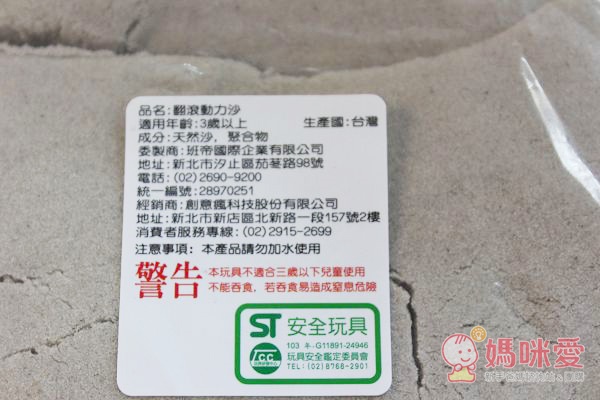 品名:翻滾動力沙
適用年齡:3歲以上 生產國:台灣
成分:天然沙，聚合物
委製商:班帝國際企業有限公司
地址:新北市汐止區茄苳路98號
電話:(02)2690-9200
統一編號:28970251
經銷商:創意瘋科技股份有限公司
地址:新北市新店區北新路一段157號2樓
消費者服務專線:(02)2915-2699
注意事項: 本產品請勿加水使用
警告 本玩具不適合三歲以下兒童使用
不能吞食，若吞食易造成窒息危險
ST 安全玩具
103 年-G11891-24946
玩具安全鑑定委員會
TEL:(02)8768-2901
媽咪愛